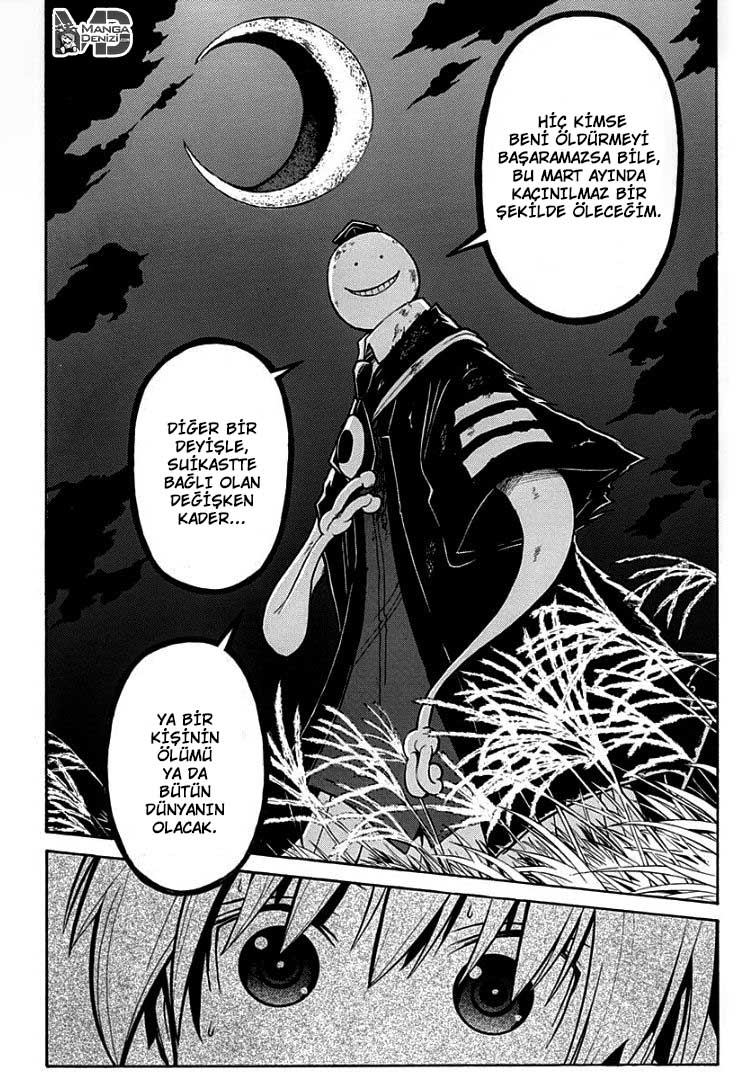 MANGA
DENİZİ
HİÇ KİMSE
BENİ ÖLDÜRMEYİ
BAŞARAMAZSA BİLE,
BU MART AYINDA
KAÇINILMAZ BİR
ŞEKİLDE ÖLECEĞİM.
DİĞER BİR
DEYİŞLE,
SUİKASTTE
BAĞLI OLAN
DEĞİŞKEN
KADER...
YA BİR
KİŞİNİN
ÖLÜMÜ
YA DA
BÜTÜN
DÜNYANIN
OLACAK.